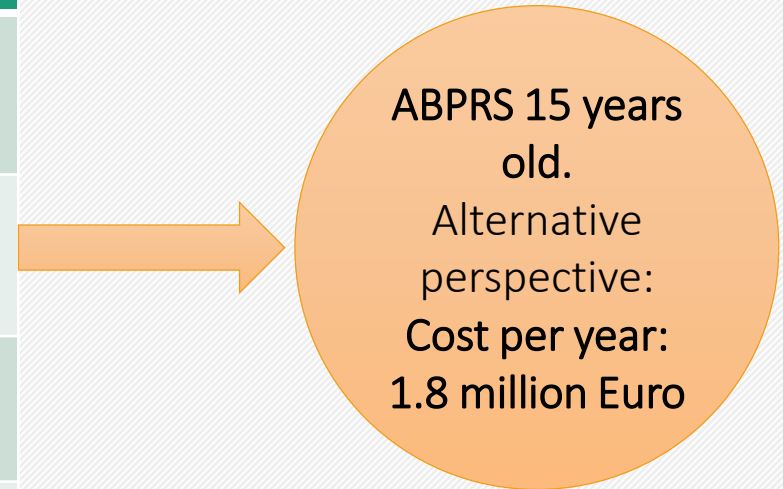 ABPRS 15 years
old.
Alternative
perspective:
Cost per year:
1.8 million Euro